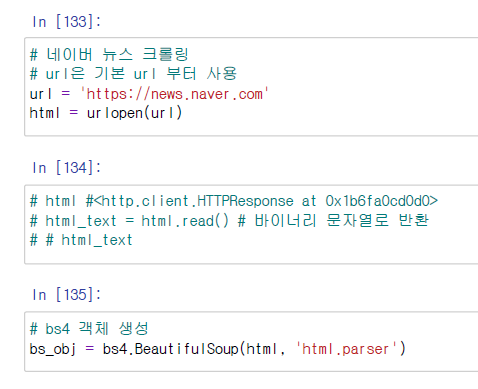 In [133]:
# 네이버 뉴스 크롤링
# url은 기본 url 부터 사용
url = 'https://news.naver.com'
html = urlopen(url)
In [134]:
# html #<http.client.HTTPResponse at 0x1b6fa0cd0d0>
# html_text = html.read() # 바이너리 문자열로 반환
# # html_text
In [135]:
# bs4 객체 생성
bs_obj = bs4.BeautifulSoup(html, 'html.parser')